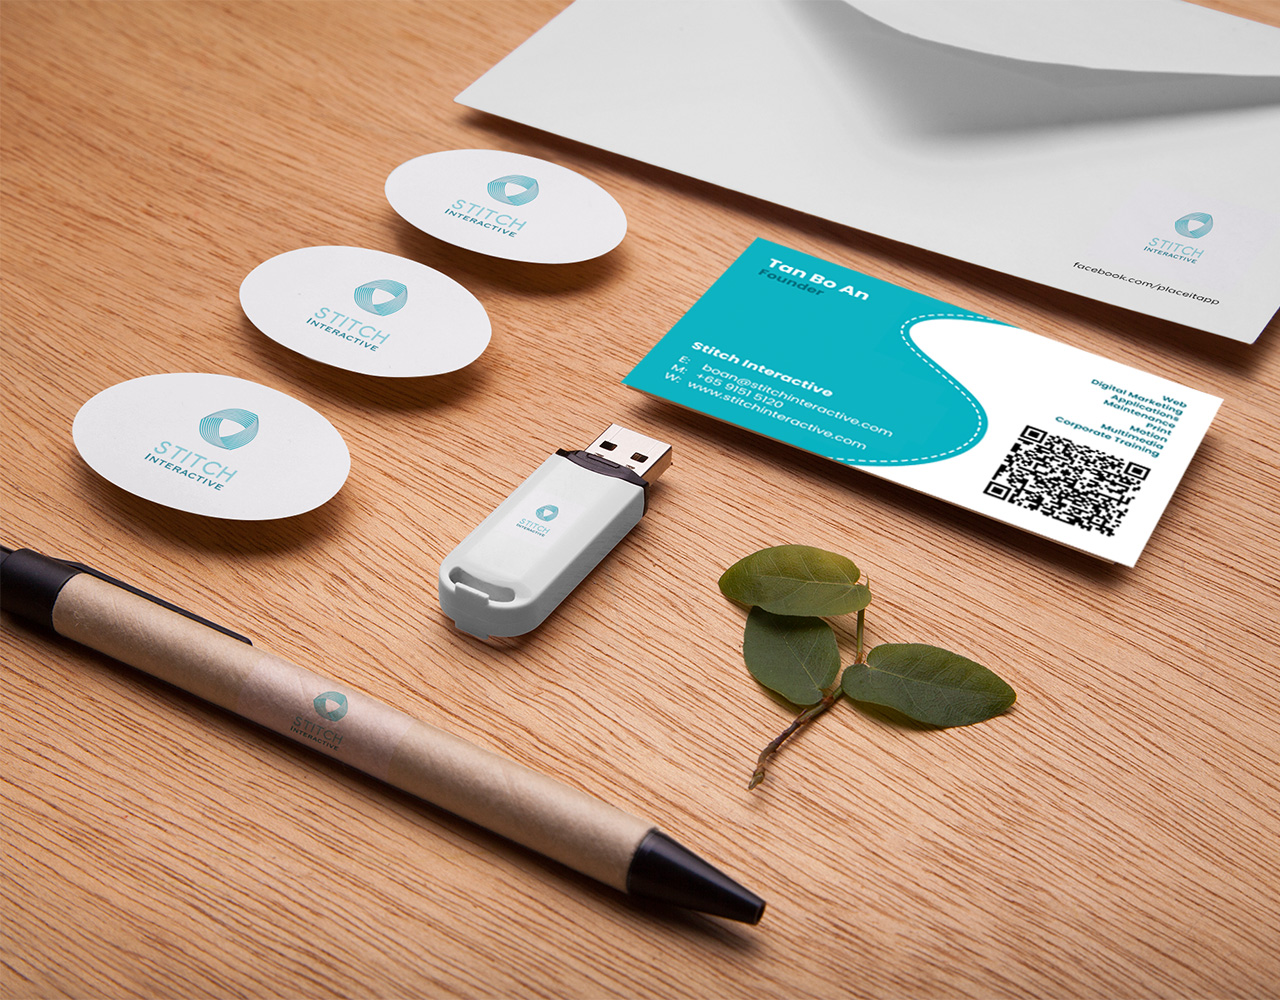 STITCH
INTERACTIVE
STITCH
INTERACTIVE
STITCH
INTERACTIVE
STITCH
INTERACTIVE
facebook.com/placeitapp
Tan Bo An
Founder
Stitch Interactive
E: boan@stitchinteractive.com
M: +65 9151 5120
W: www.stitchinteractive.com
Digital Marketing
Web
Applications
Maintenance
Print
Motion
Multimedia
Corporate Training
STITCH
INTERACTIVE
STITCH
INTERACTIVE